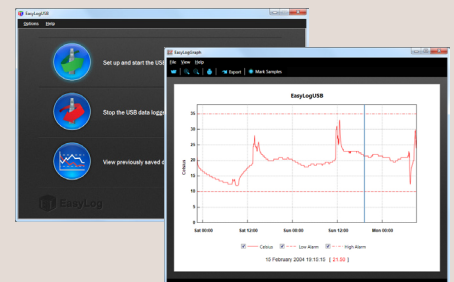 EasyLogUSB
Options Help
Set up and start the USB
Stop the USB data logge
View previously saved d
EasyLog
EasyLogGraph
File View Help
Export Mark Samples
EasyLogUSB
Celsius
35
30
25
20
15
10
5
0
Sat 00:00 Sat 12:00 Sun 00:00 Sun 12:00 Mon 00:00
Celsius Low Alarm High Alarm
15 February 2004 19:15:15 [ 21.50 ]